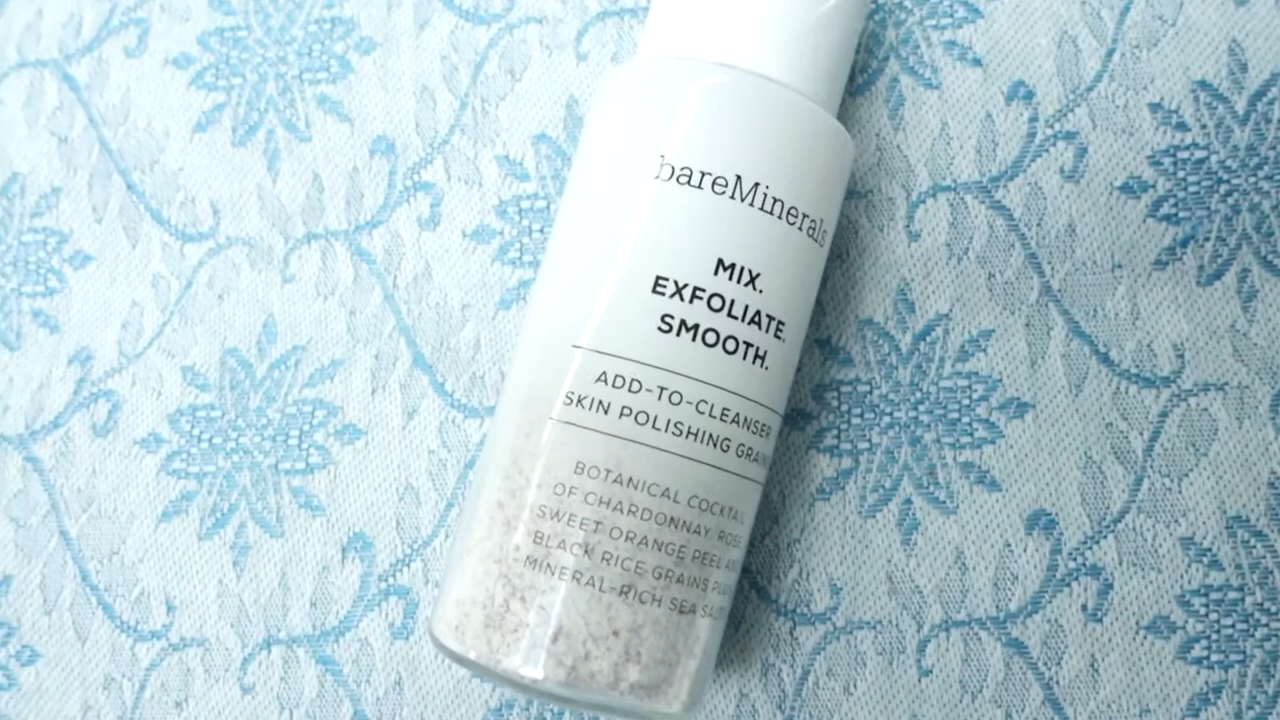 bareMinerals
MIX.
EXFOLIATE.
SMOOTH.
ADD-TO-CLEANSER
SKIN POLISHING
BOTANICAL
OF CHARDONNAY ROSE
SWEET ORANGE PEEL
BLACK RICE GRAINS
MINERAL-RICH SEA